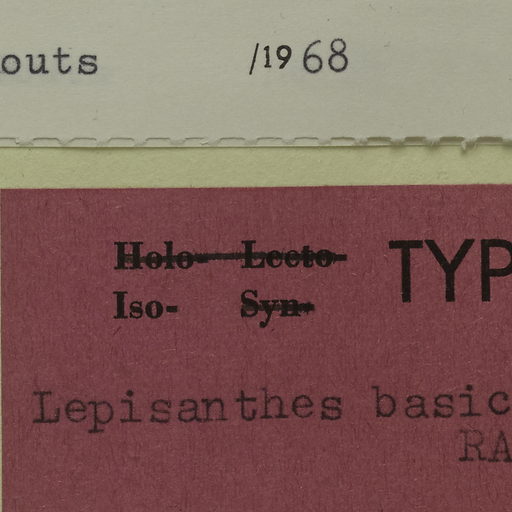 outs /1968
Holo- Lecto- TYP
Iso- Syn-
Lepisanthes basic
RA